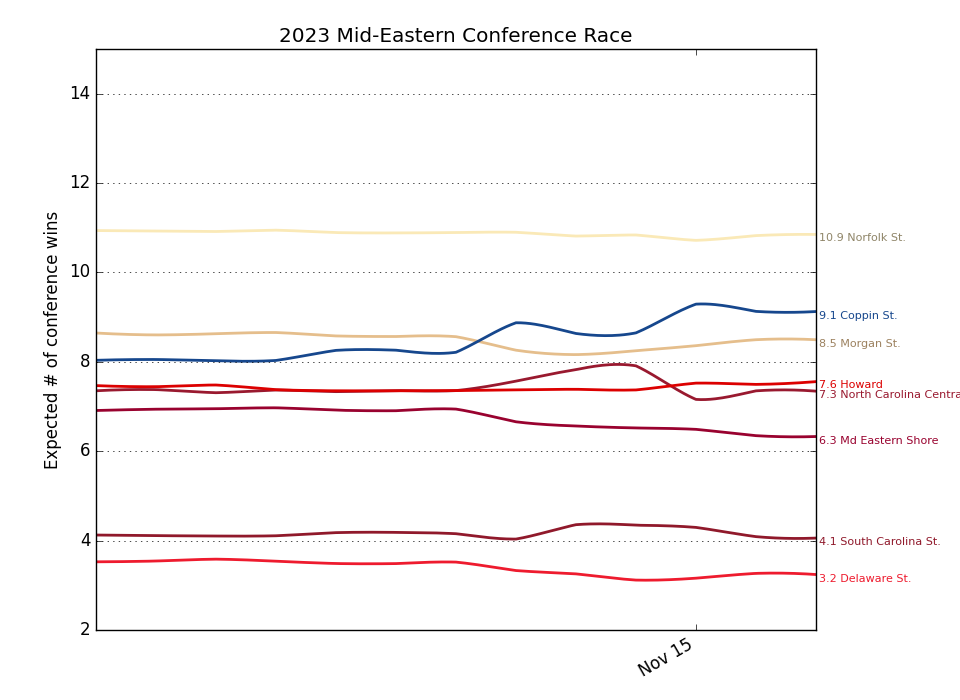 2023 Mid-Eastern Conference Race
Expected # of conference wins
14
12
10
8
6
4
2
10.9 Norfolk St.
9.1 Coppin St.
8.5 Morgan St.
7.6 Howard
7.3 North Carolina Centra
6.3 Md Eastern Shore
4.1 South Carolina St.
3.2 Delaware St.
Nov 15